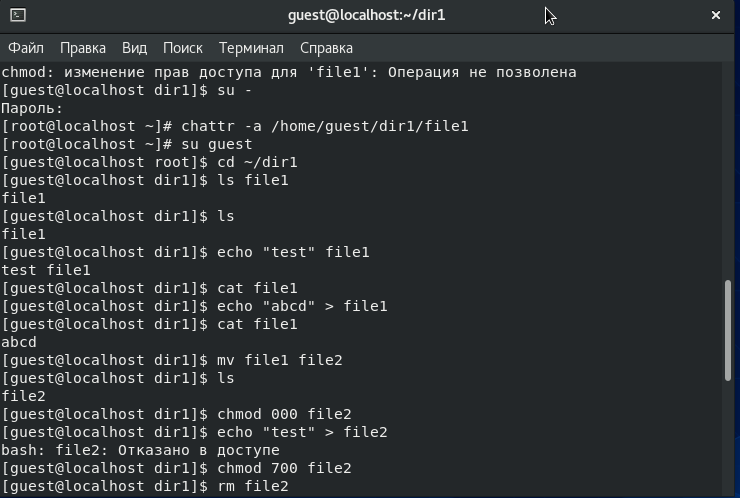 guest@localhost:~/dir1
Файл Правка Вид Поиск Терминал Справка
chmod: изменение прав доступа для 'file1': Операция не позволена
[guest@localhost dir1]$ su -
Пароль:
[root@localhost ~]# chattr -a /home/guest/dir1/file1
[root@localhost ~]# su guest
[guest@localhost root]$ cd ~/dir1
[guest@localhost dir1]$ ls file1
file1
[guest@localhost dir1]$ ls
file1
[guest@localhost dir1]$ echo "test" file1
test file1
[guest@localhost dir1]$ cat file1
[guest@localhost dir1]$ echo "abcd" > file1
[guest@localhost dir1]$ cat file1
abcd
[guest@localhost dir1]$ mv file1 file2
[guest@localhost dir1]$ ls
file2
[guest@localhost dir1]$ chmod 000 file2
[guest@localhost dir1]$ echo "test" > file2
bash: file2: Отказано в доступе
[guest@localhost dir1]$ chmod 700 file2
[guest@localhost dir1]$ rm file2